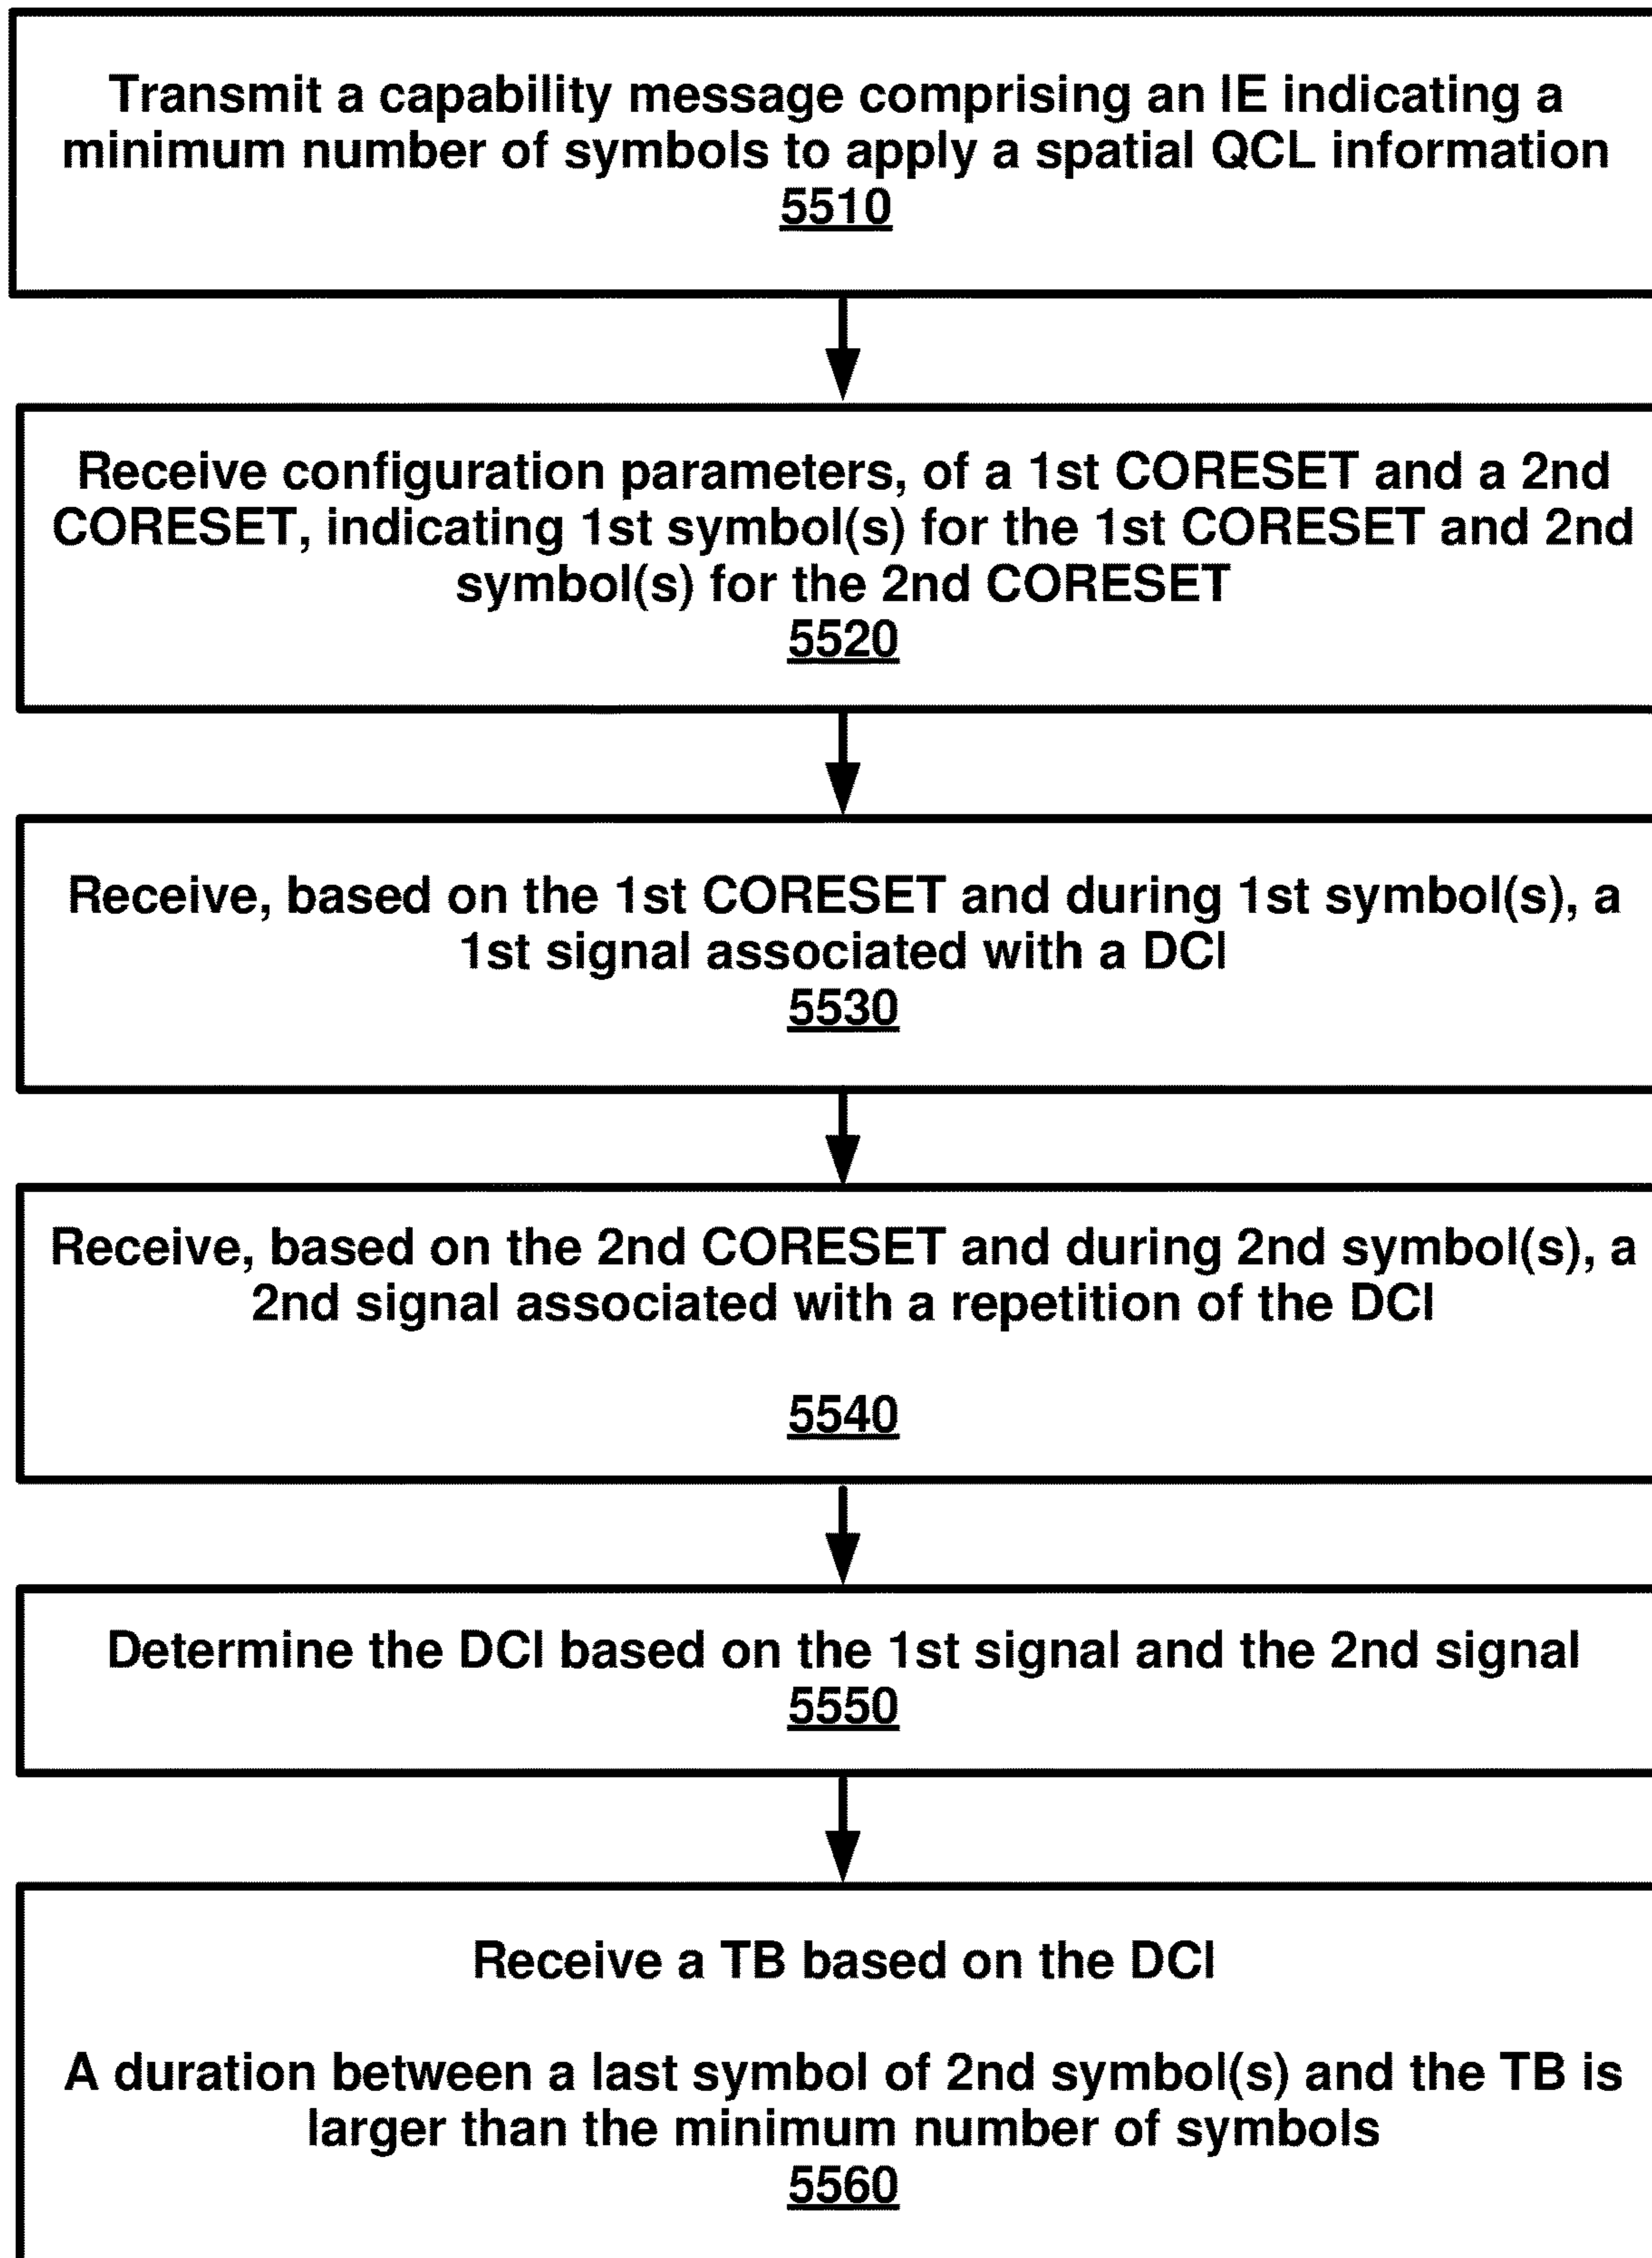 Transmit a capability message comprising an IE indicating a
minimum number of symbols to apply a spatial QCL information
5510
Receive configuration parameters, of a 1st CORESET and a 2nd
CORESET, indicating 1st symbol(s) for the 1st CORESET and 2nd
symbol(s) for the 2nd CORESET
5520
Receive, based on the 1st CORESET and during 1st symbol(s), a
1st signal associated with a DCI
5530
Receive, based on the 2nd CORESET and during 2nd symbol(s), a
2nd signal associated with a repetition of the DCI
5540
Determine the DCI based on the 1st signal and the 2nd signal
5550
Receive a TB based on the DCI
A duration between a last symbol of 2nd symbol(s) and the TB is
larger than the minimum number of symbols
5560